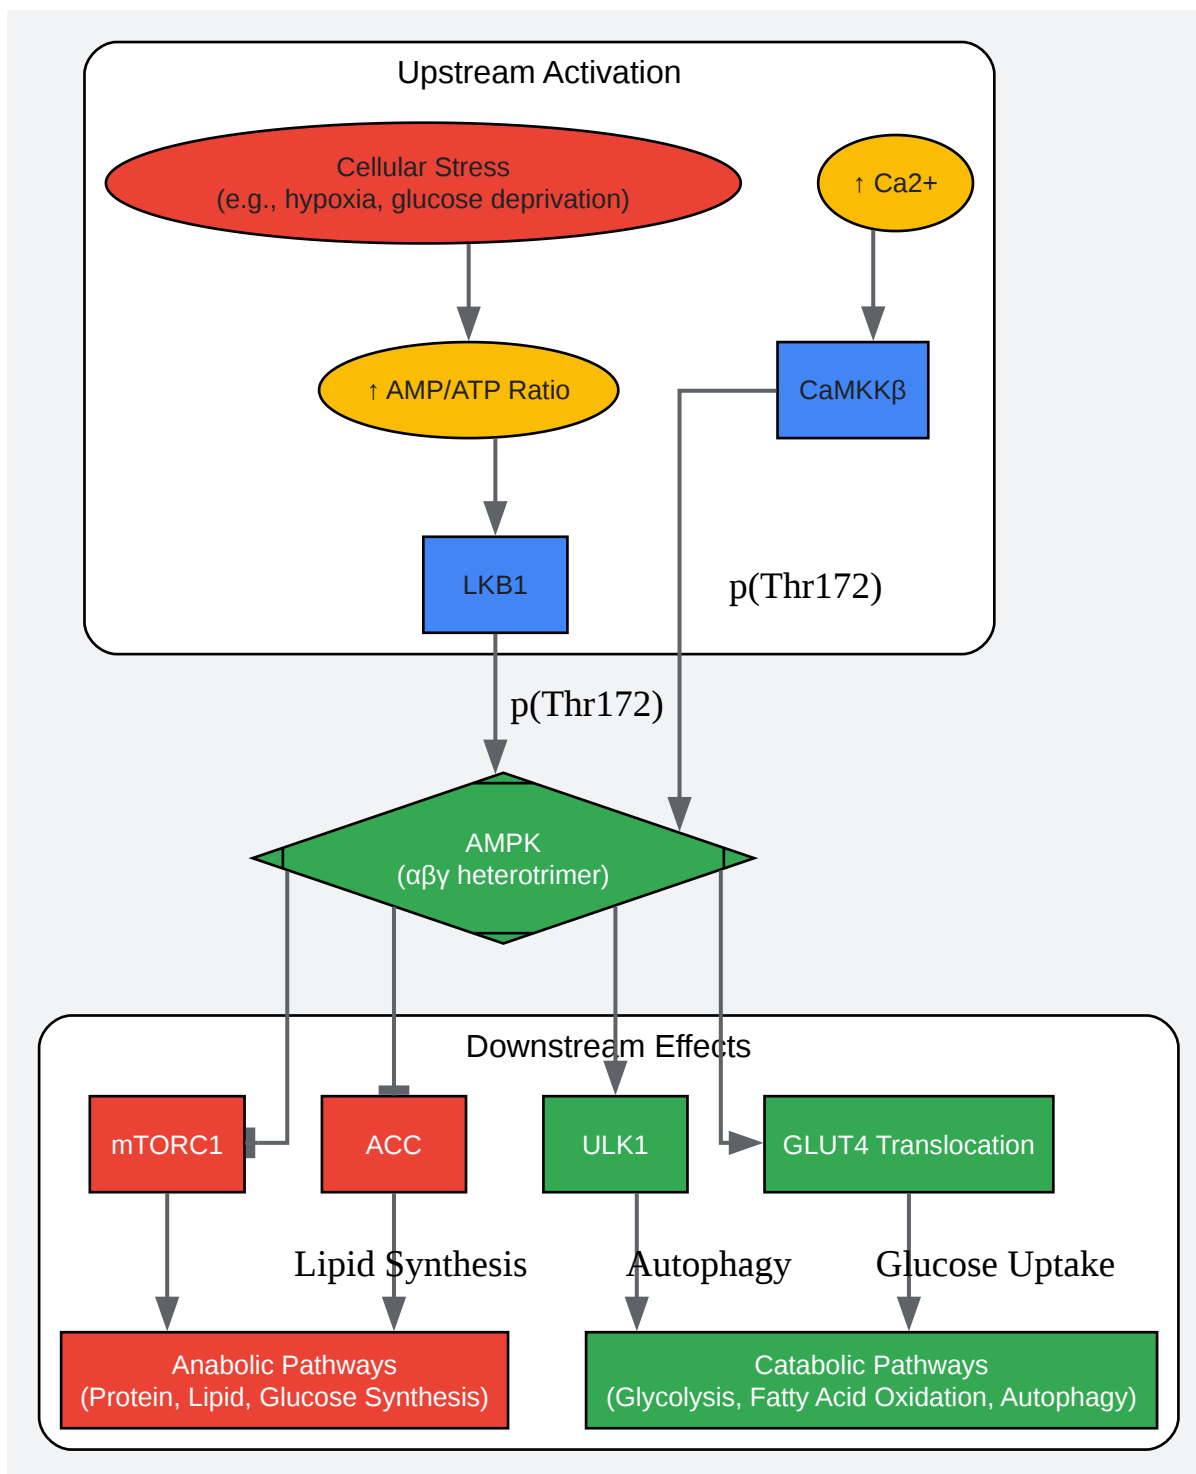 Upstream Activation
Cellular Stress
(e.g., hypoxia, glucose deprivation)
↑ Ca2+
↑ AMP/ATP Ratio
CaMKKβ
LKB1
p(Thr172)
p(Thr172)
AMPK
(αβγ heterotrimer)
Downstream Effects
mTORC1
ACC
ULK1
GLUT4 Translocation
Lipid Synthesis
Autophagy
Glucose Uptake
Anabolic Pathways
(Protein, Lipid, Glucose Synthesis)
Catabolic Pathways
(Glycolysis, Fatty Acid Oxidation, Autophagy)